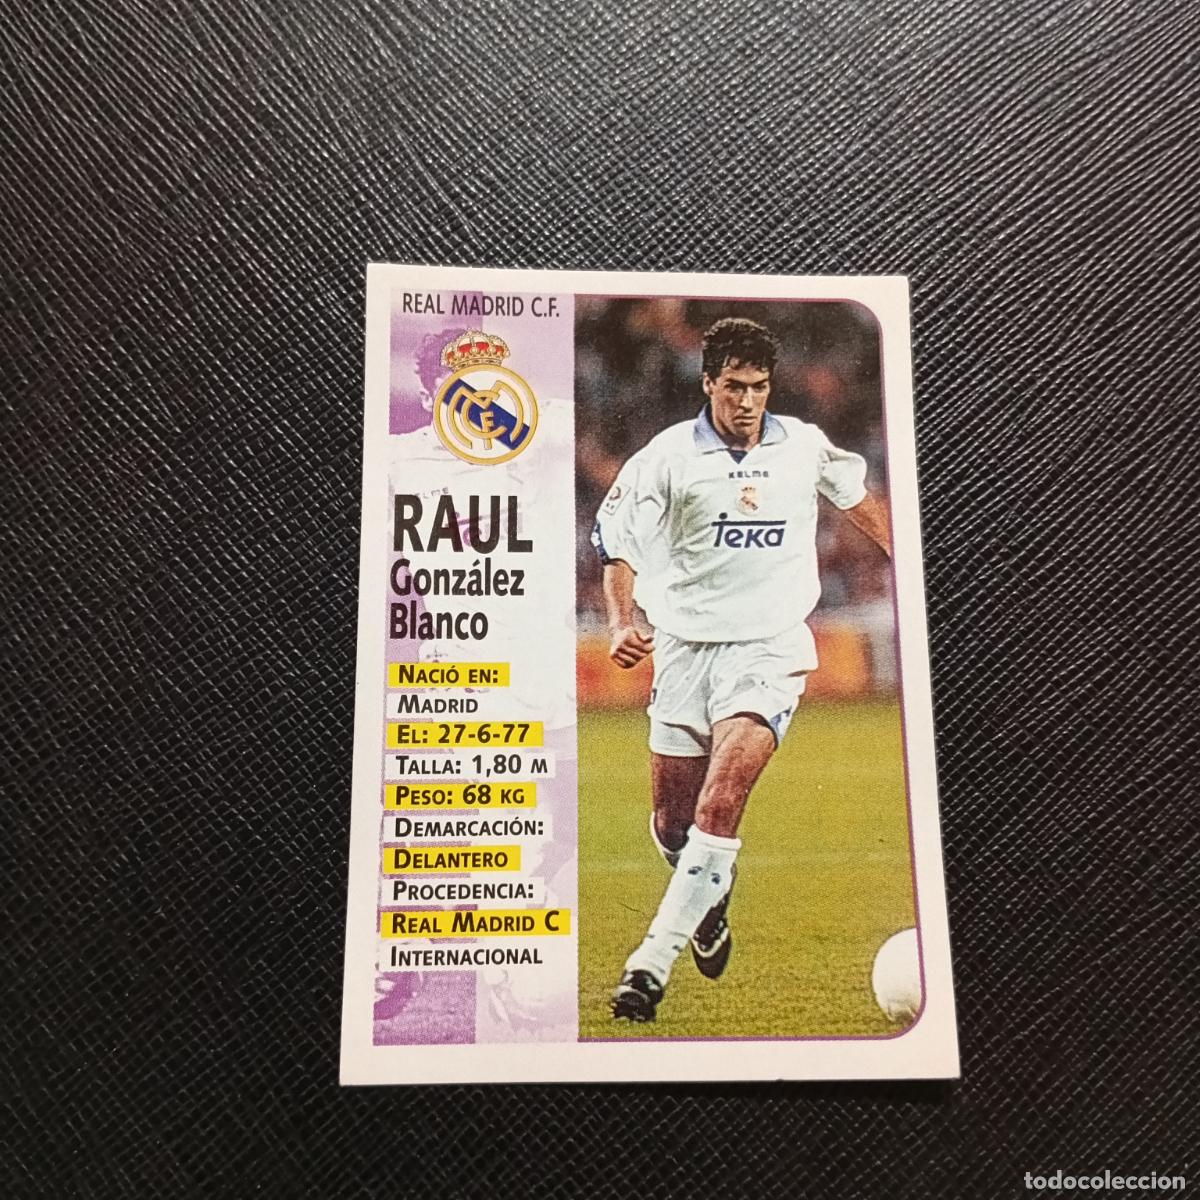 REAL MADRID C.F.
RAUL
González
Blanco
NACIÓ EN:
MADRID
EL: 27-6-77
TALLA: 1,80 M
PESO: 68 KG
DEMARCACIÓN:
DELANTERO
PROCEDENCIA:
REAL MADRID C
INTERNACIONAL
KELME
Teka
KELME
todocoleccion